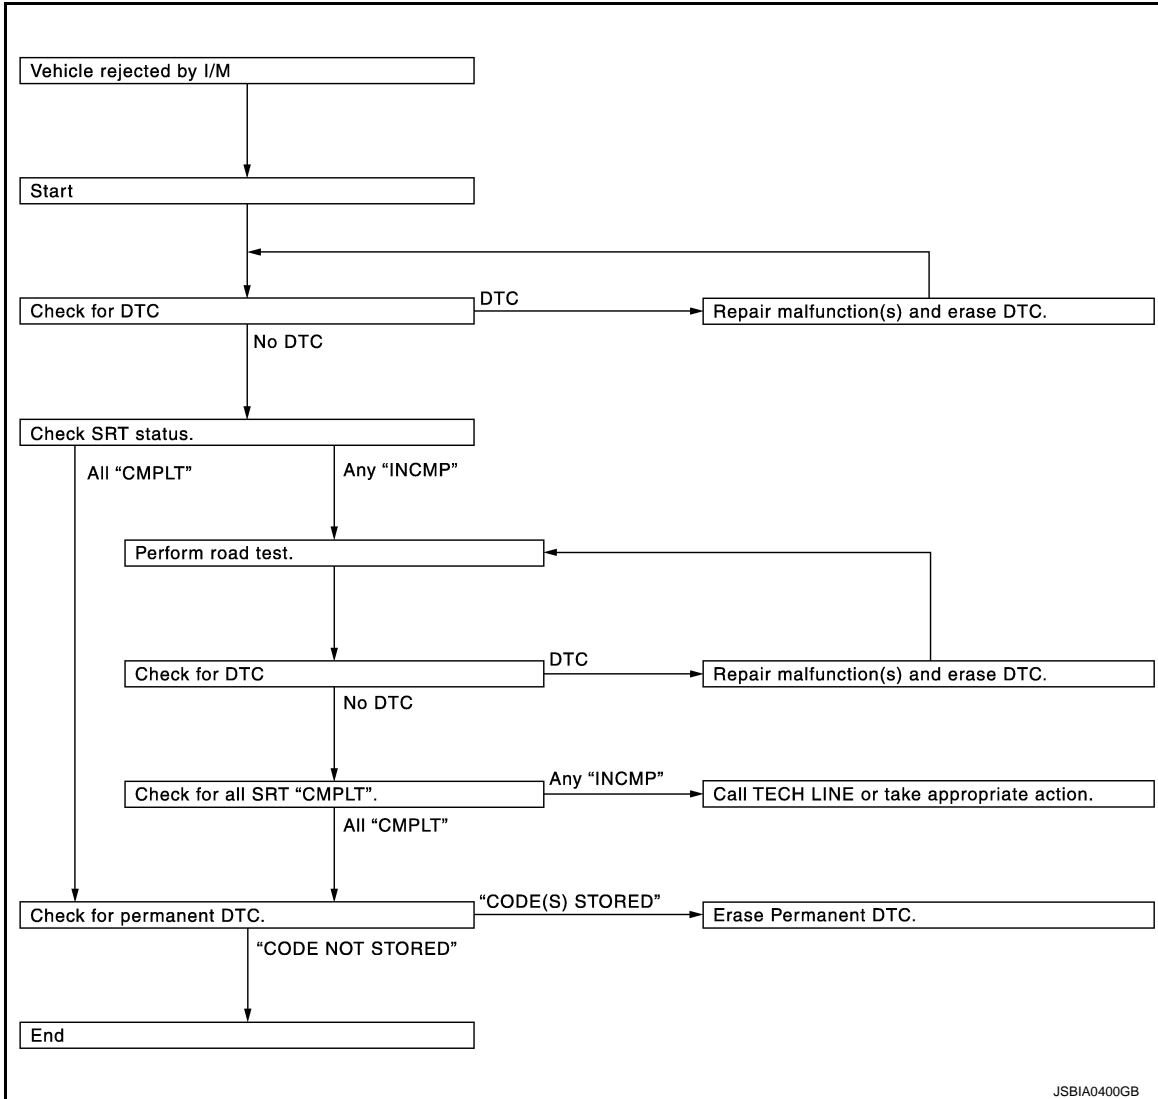 Vehicle rejected by I/M
Start
Check for DTC
DTC
Repair malfunction(s) and erase DTC.
No DTC
Check SRT status.
All “CMPLT”
Any “INCMP”
Perform road test.
Check for DTC
DTC
Repair malfunction(s) and erase DTC.
No DTC
Check for all SRT “CMPLT”.
Any “INCMP”
Call TECH LINE or take appropriate action.
All “CMPLT”
Check for permanent DTC.
“CODE(S) STORED”
Erase Permanent DTC.
“CODE NOT STORED”
End
JSBIA0400GB